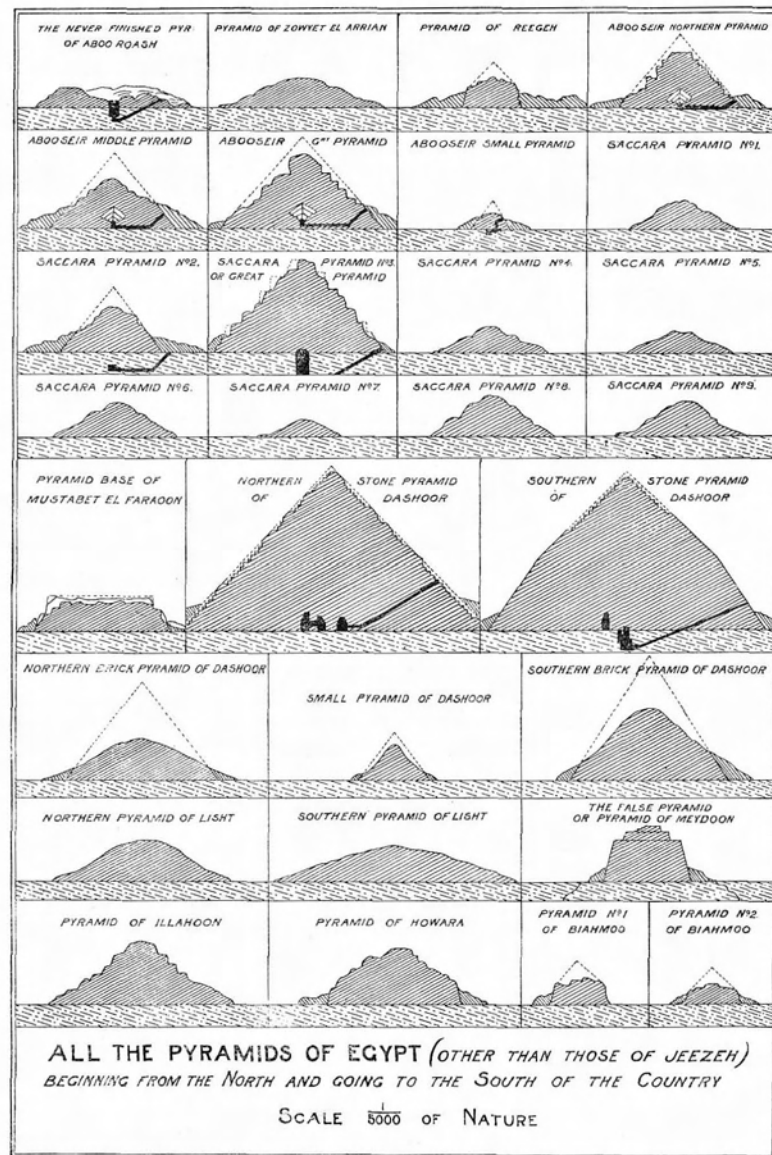 THE NEVER FINISHED PYR
OF ABOO ROASH
PYRAMID OF ZOWYET EL ARRIAN
PYRAMID OF REEGEH
ABOOSEIR NORTHERN PYRAMID
ABOOSEIR MIDDLE PYRAMID
ABOOSEIR GRT PYRAMID
ABOOSEIR SMALL PYRAMID
SACCARA PYRAMID No1.
SACCARA PYRAMID No2.
SACCARA PYRAMID No3.
OR GREAT PYRAMID
SACCARA PYRAMID No4.
SACCARA PYRAMID No5.
SACCARA PYRAMID No6.
SACCARA PYRAMID No7.
SACCARA PYRAMID No8.
SACCARA PYRAMID No9.
PYRAMID BASE OF
MUSTABET EL FARAOON
NORTHERN STONE PYRAMID
OF DASHOOR
SOUTHERN STONE PYRAMID
OF DASHOOR
NORTHERN BRICK PYRAMID OF DASHOOR
SMALL PYRAMID OF DASHOOR
SOUTHERN BRICK PYRAMID OF DASHOOR
NORTHERN PYRAMID OF LISHT
SOUTHERN PYRAMID OF LISHT
THE FALSE PYRAMID
OR PYRAMID OF MEYDOON
PYRAMID OF ILLAHOON
PYRAMID OF HOWARA
PYRAMID No1
OF BIAHMOO
PYRAMID No2
OF BIAHMOO
ALL THE PYRAMIDS OF EGYPT (OTHER THAN THOSE OF JEEZEH)
BEGINNING FROM THE NORTH AND GOING TO THE SOUTH OF THE COUNTRY
SCALE 1/5000 OF NATURE